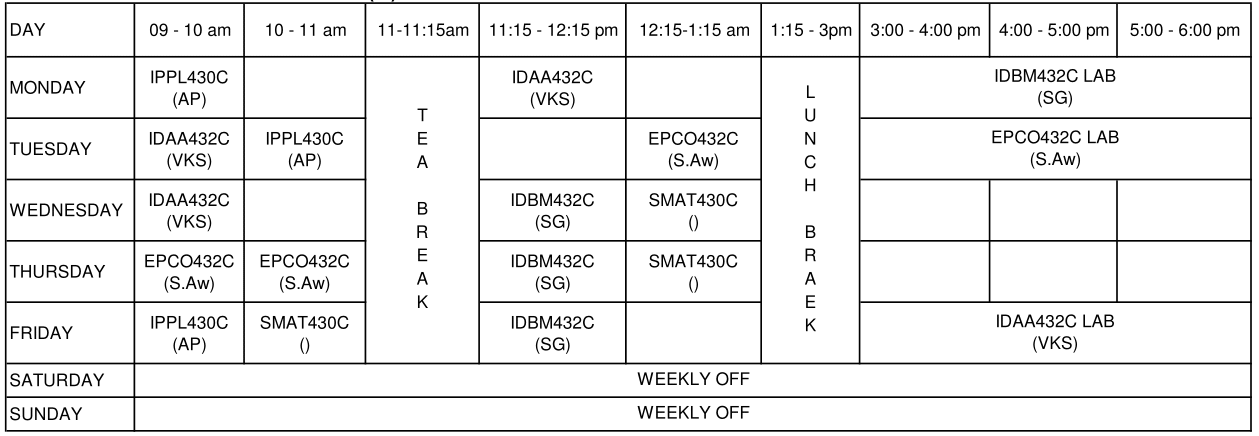 DAY 09 - 10 am 10 - 11 am 11-11:15am 11:15 - 12:15 pm 12:15-1:15 am 1:15 - 3pm 3:00 - 4:00 pm 4:00 - 5:00 pm 5:00 - 6:00 pm
MONDAY IPPL430C (AP) IDAA432C (VKS) IDBM432C LAB (SG)
TUESDAY IDAA432C (VKS) IPPL430C (AP) EPCO432C (S.Aw) EPCO432C LAB (S.Aw)
WEDNESDAY IDAA432C (VKS) IDBM432C (SG) SMAT430C ()
THURSDAY EPCO432C (S.Aw) EPCO432C (S.Aw) IDBM432C (SG) SMAT430C ()
FRIDAY IPPL430C (AP) SMAT430C () IDBM432C (SG) IDAA432C LAB (VKS)
TEA BREAK
LUNCH BRAEK
SATURDAY WEEKLY OFF
SUNDAY WEEKLY OFF